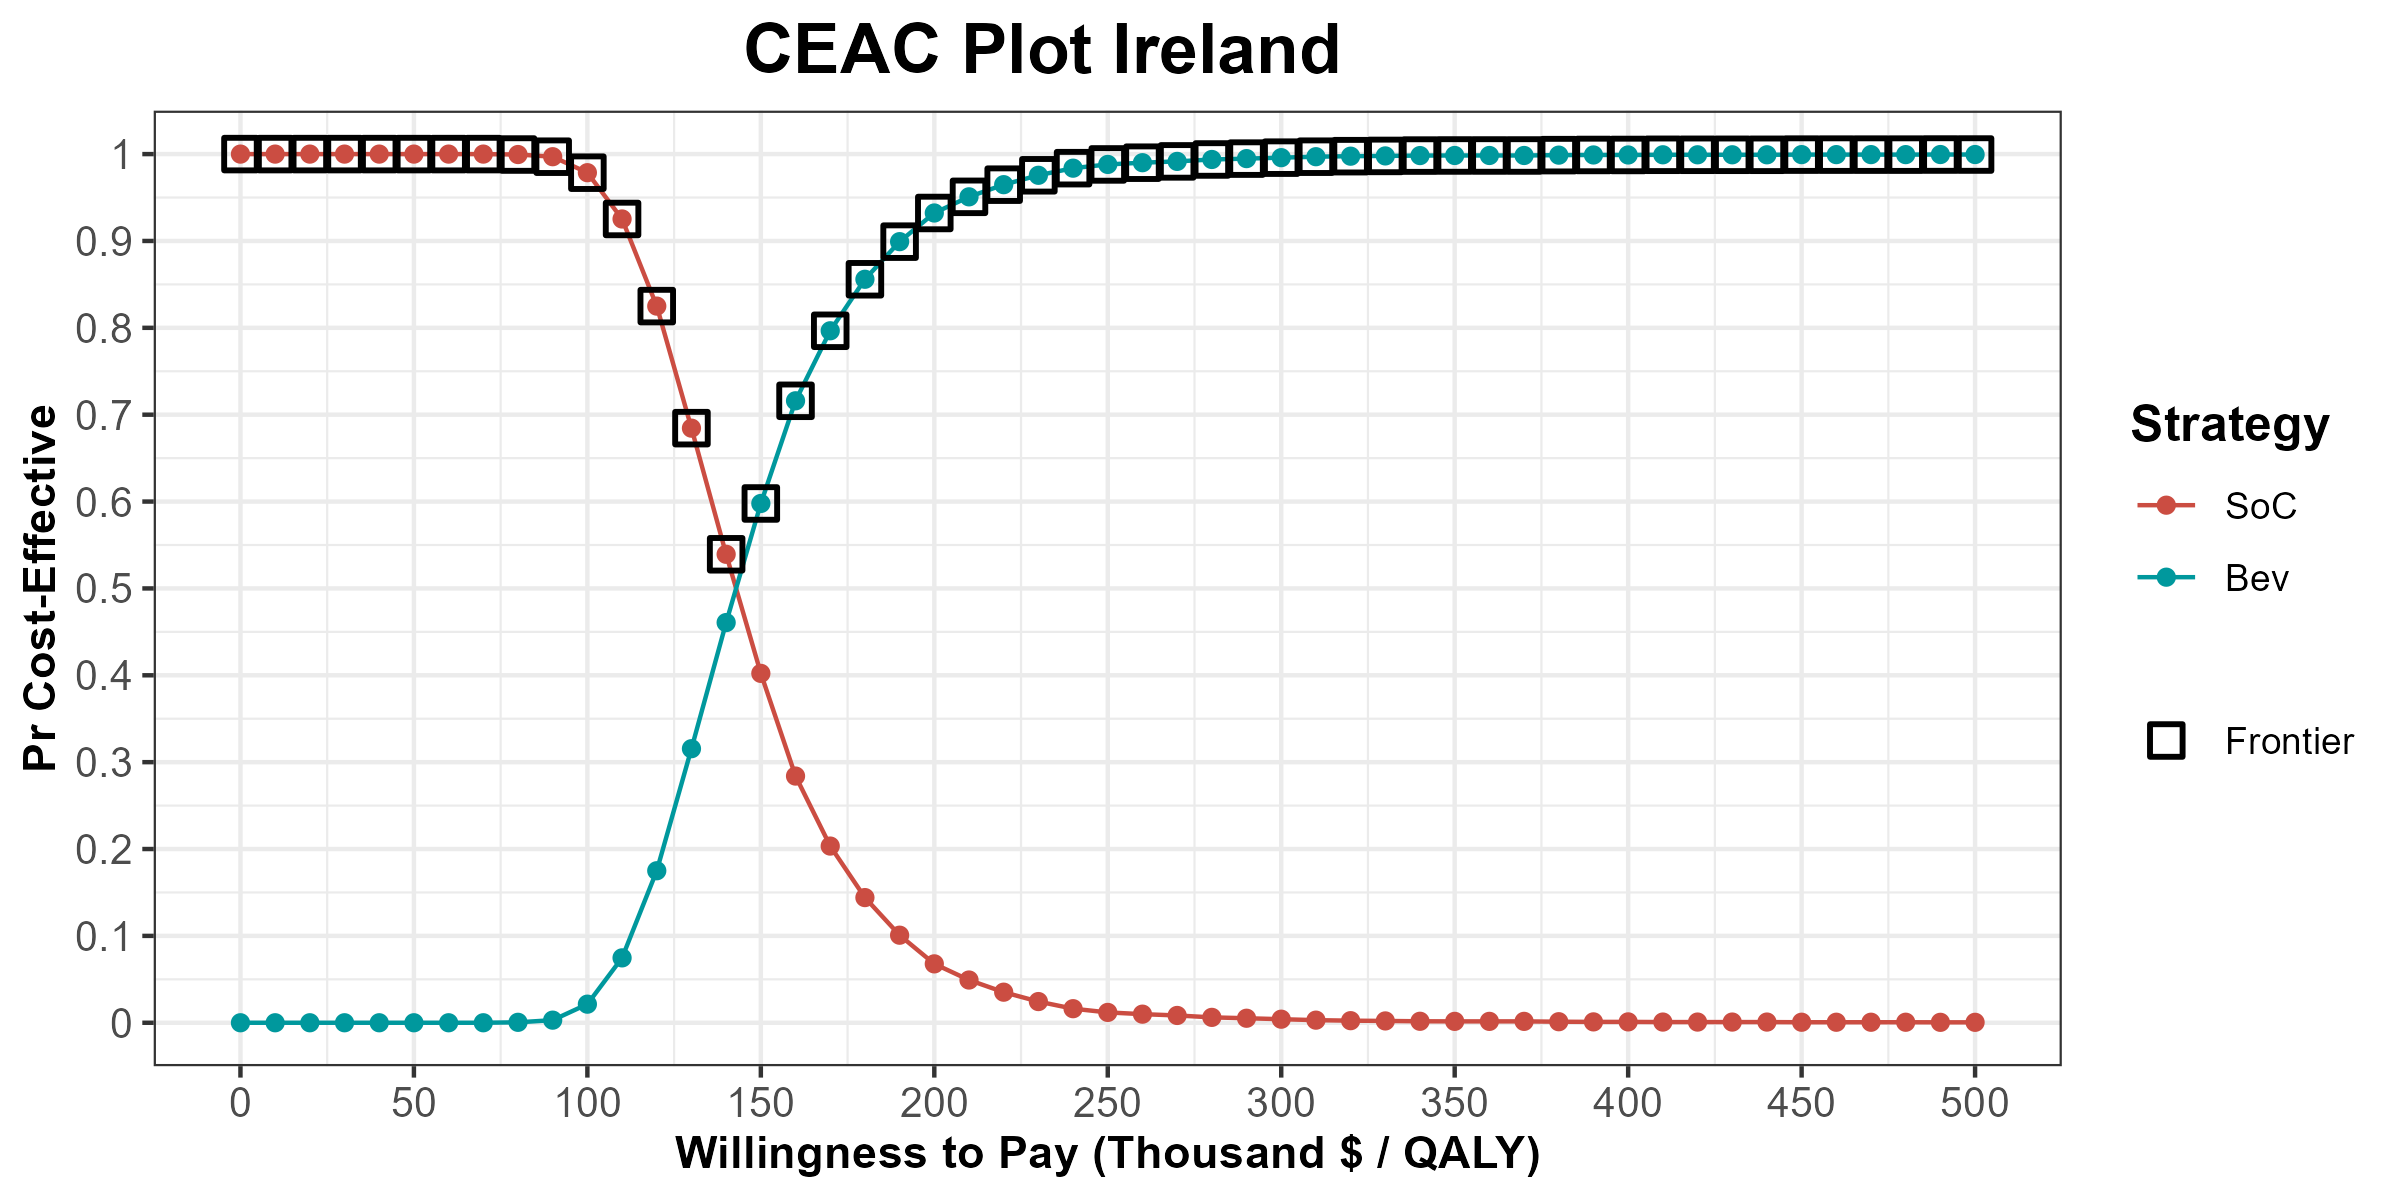 CEAC Plot Ireland
Pr Cost-Effective
1
0.9
0.8
0.7
0.6
0.5
0.4
0.3
0.2
0.1
0
0 50 100 150 200 250 300 350 400 450 500
Willingness to Pay (Thousand $ / QALY)
Strategy
SoC
Bev
Frontier